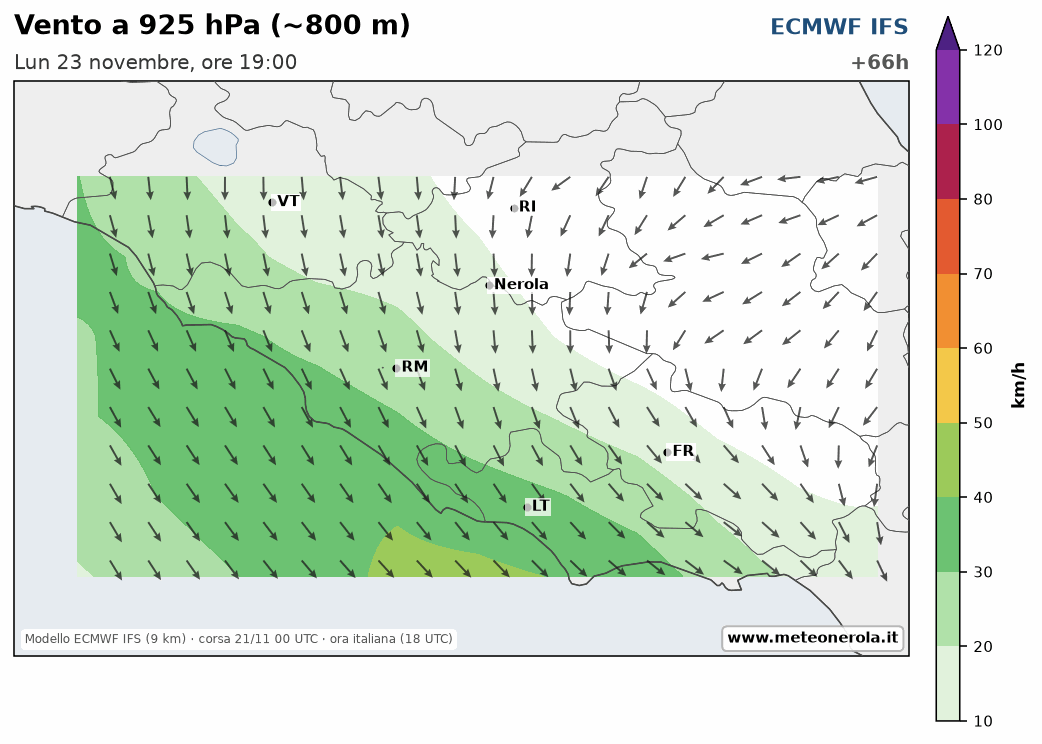 Vento a 925 hPa (~800 m)
ECMWF IFS
Lun 23 novembre, ore 19:00
+66h
VT
RI
Nerola
RM
FR
LT
120
100
80
70
60
50
40
30
20
10
km/h
Modello ECMWF IFS (9 km) · corsa 21/11 00 UTC · ora italiana (18 UTC)
www.meteonerola.it